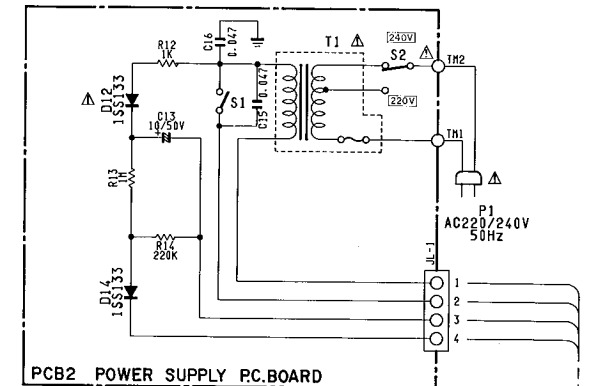 C16
0.047
R12
1K
T1
240V
S2
TM2
D12
1SS133
C13
10/50V
S1
0.047
C15
220V
TM1
R13
1M
P1
AC220/240V
50Hz
R14
220K
JL-1
D14
1SS133
1
2
3
4
PCB2 POWER SUPPLY P.C.BOARD